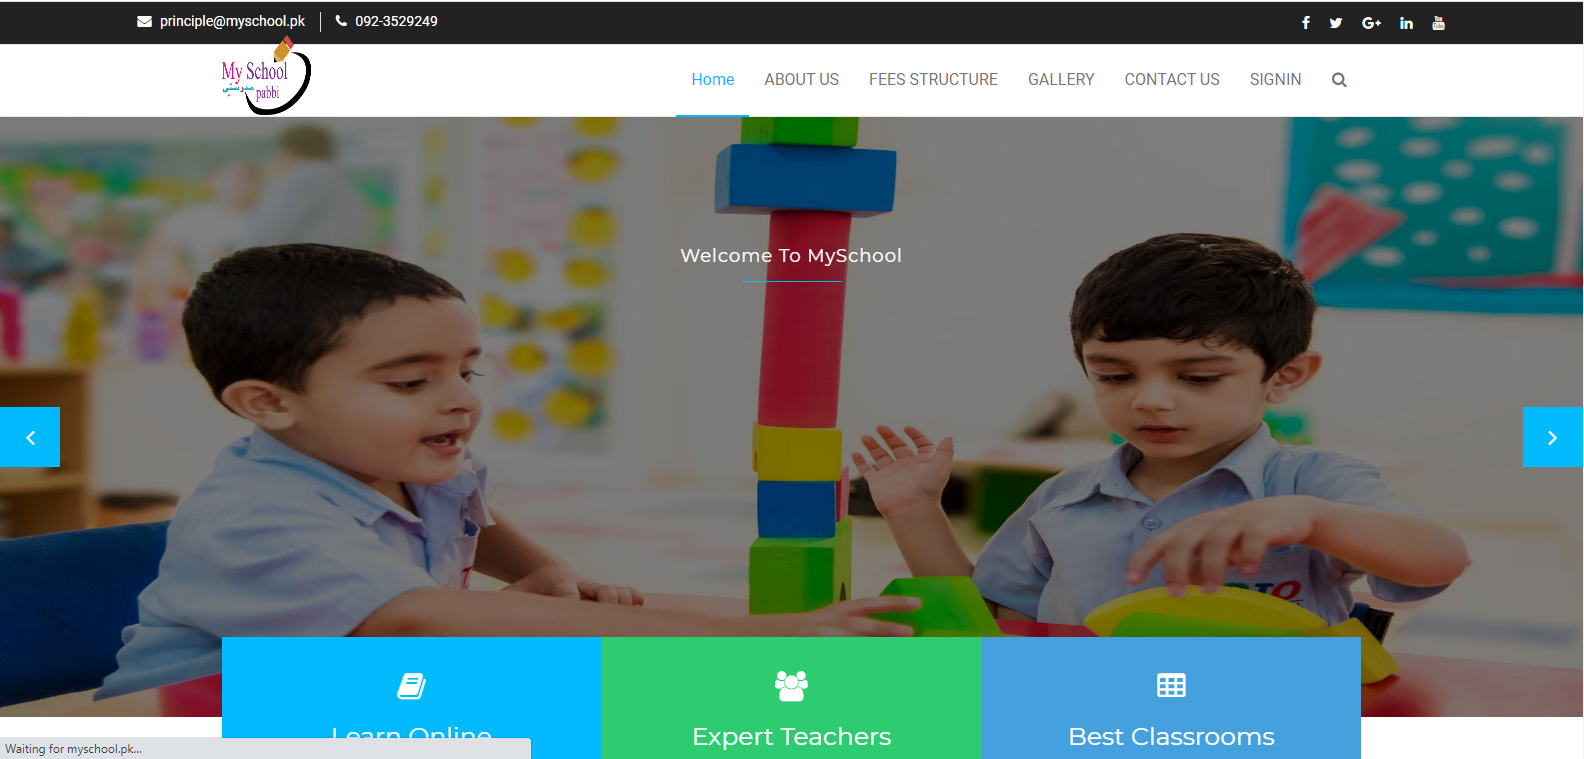 principle@myschool.pk
092-3529249
My School
مدرستي
pabbi
Home
ABOUT US
FEES STRUCTURE
GALLERY
CONTACT US
SIGNIN
Welcome To MySchool
Learn Online
Expert Teachers
Best Classrooms
Waiting for myschool.pk...